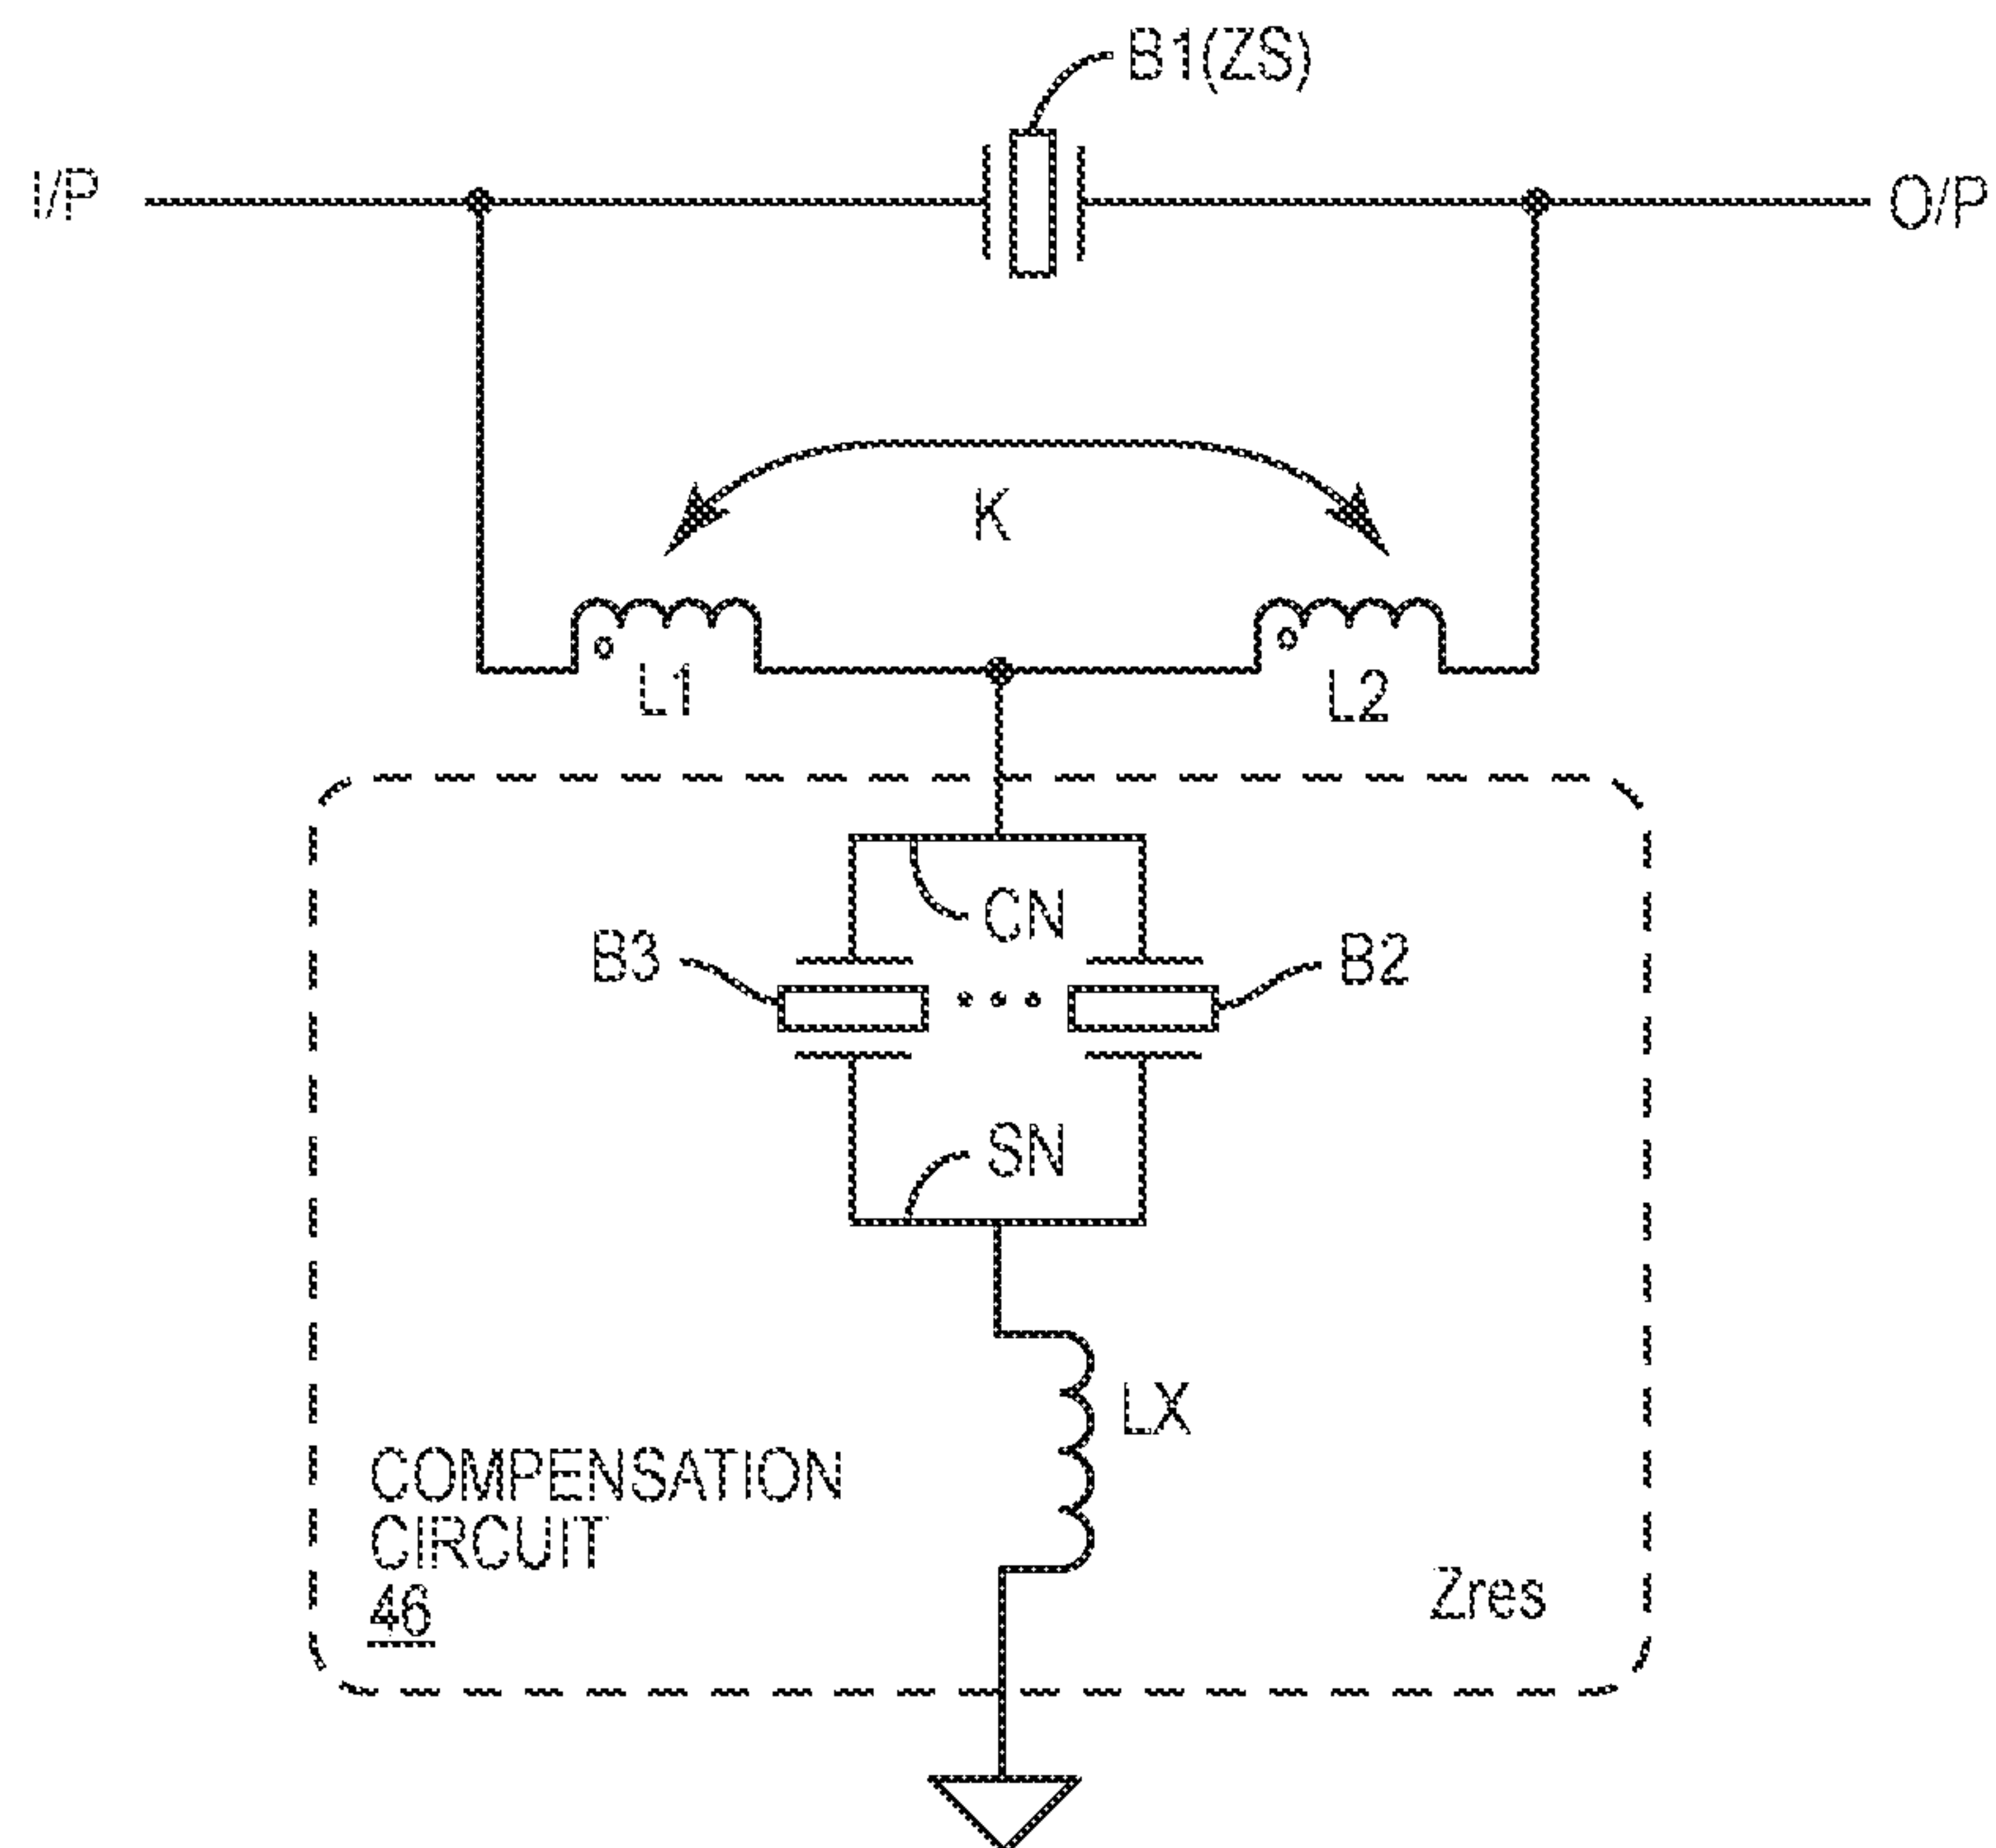 B1(ZS)
I/P
O/P
K
L1
L2
CN
B3
B2
SN
LX
COMPENSATION
CIRCUIT
46
Zres